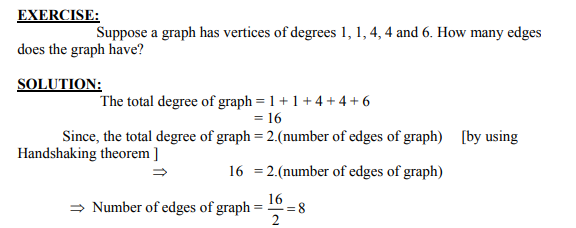 EXERCISE:
Suppose a graph has vertices of degrees 1, 1, 4, 4 and 6. How many edges
does the graph have?
SOLUTION:
The total degree of graph = 1 + 1 + 4 + 4 + 6
= 16
Since, the total degree of graph = 2.(number of edges of graph) [by using
Handshaking theorem ]
⇒ 16 = 2.(number of edges of graph)
⇒ Number of edges of graph = 16/2 = 8